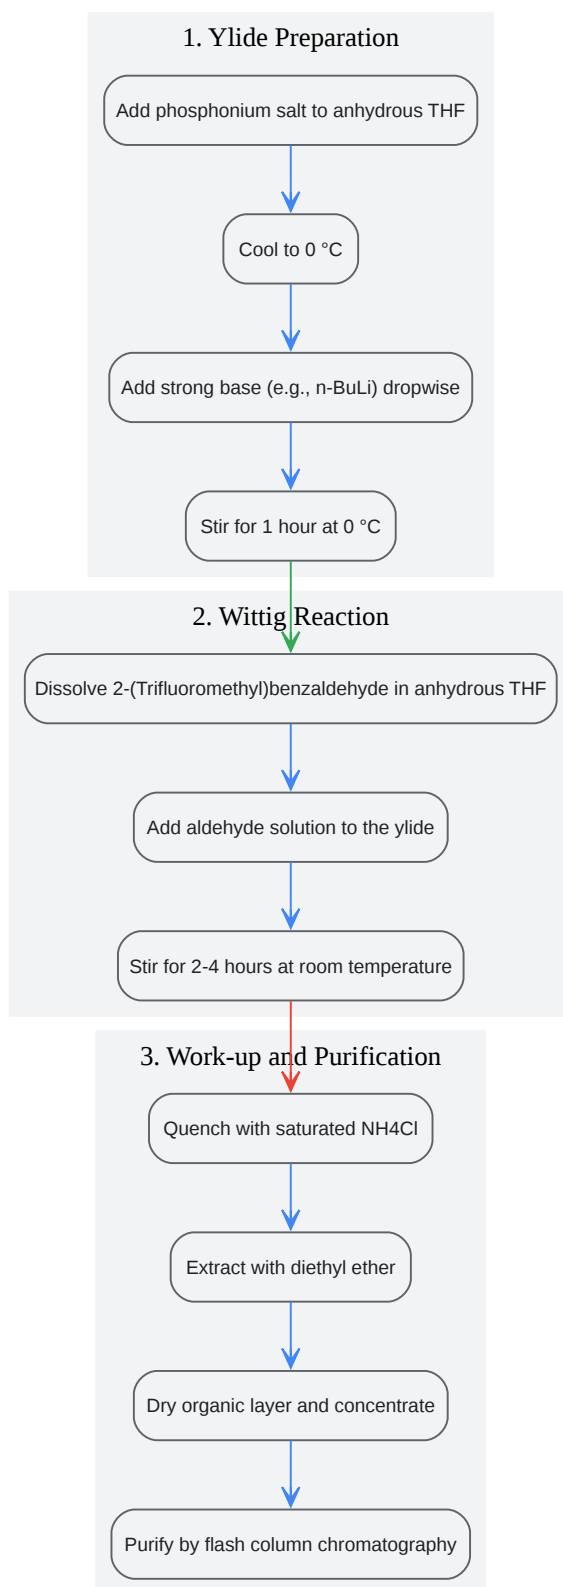 1. Ylide Preparation
Add phosphonium salt to anhydrous THF
Cool to 0 °C
Add strong base (e.g., n-BuLi) dropwise
Stir for 1 hour at 0 °C
2. Wittig Reaction
Dissolve 2-(Trifluoromethyl)benzaldehyde in anhydrous THF
Add aldehyde solution to the ylide
Stir for 2-4 hours at room temperature
3. Work-up and Purification
Quench with saturated NH4Cl
Extract with diethyl ether
Dry organic layer and concentrate
Purify by flash column chromatography